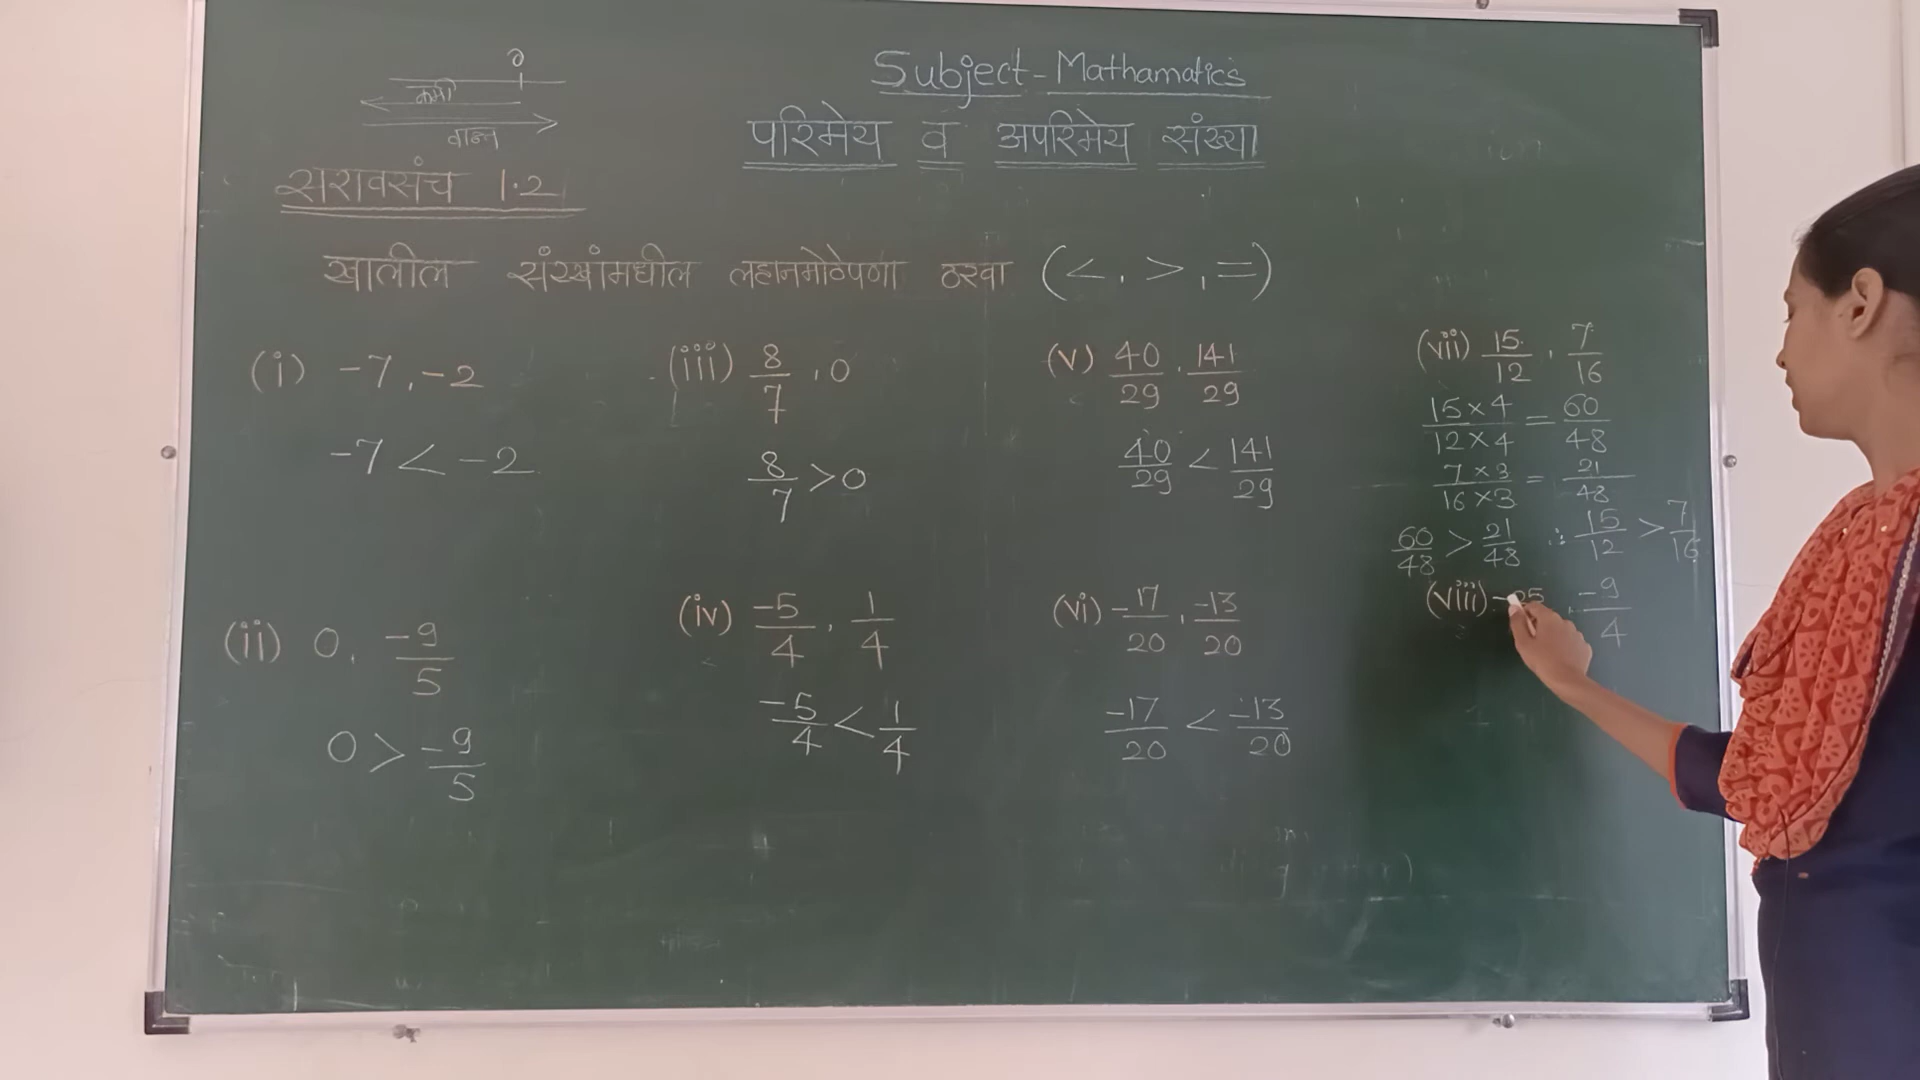 ०
कमी
वाढत
Subject - Mathamatics
परिमेय व अपरिमेय संख्या
सरावसंच 1.2
खालील संख्यांमधील लहानमोठेपणा ठरवा (<, >, =)
(i) -7, -2
-7 < -2
(ii) 0, -9/5
0 > -9/5
(iii) 8/7, 0
8/7 > 0
(iv) -5/4, 1/4
-5/4 < 1/4
(v) 40/29, 141/29
40/29 < 141/29
(vi) -17/20, -13/20
-17/20 < -13/20
(vii) 15/12, 7/16
15×4/12×4 = 60/48
7×3/16×3 = 21/48
60/48 > 21/48 ∴ 15/12 > 7/16
(viii) -25, -9/4